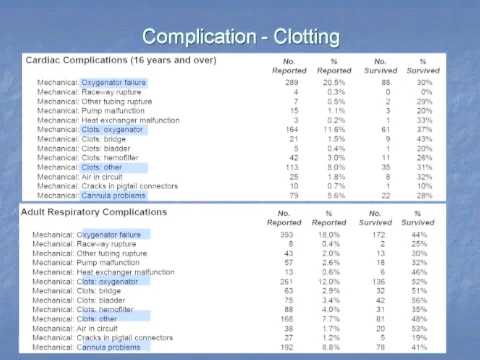 Complication - Clotting
Cardiac Complications (16 years and over) No. Reported % Reported No. Survived % Survived
Mechanical: Oxygenator failure 289 20.5% 88 30%
Mechanical: Raceway rupture 4 0.3% 0 0%
Mechanical: Other tubing rupture 7 0.5% 2 29%
Mechanical: Pump malfunction 15 1.1% 3 20%
Mechanical: Heat exchanger malfunction 3 0.2% 1 33%
Mechanical: Clots: oxygenator 164 11.6% 61 37%
Mechanical: Clots: bridge 21 1.5% 9 43%
Mechanical: Clots: bladder 5 0.4% 1 20%
Mechanical: Clots: hemofilter 42 3.0% 11 26%
Mechanical: Clots: other 113 8.0% 35 31%
Mechanical: Air in circuit 25 1.8% 8 32%
Mechanical: Cracks in pigtail connectors 10 0.7% 1 10%
Mechanical: Cannula problems 79 5.6% 22 28%
Adult Respiratory Complications No. Reported % Reported No. Survived % Survived
Mechanical: Oxygenator failure 393 18.0% 172 44%
Mechanical: Raceway rupture 8 0.4% 2 25%
Mechanical: Other tubing rupture 43 2.0% 13 30%
Mechanical: Pump malfunction 57 2.6% 18 32%
Mechanical: Heat exchanger malfunction 13 0.6% 6 46%
Mechanical: Clots: oxygenator 261 12.0% 136 52%
Mechanical: Clots: bridge 63 2.9% 32 51%
Mechanical: Clots: bladder 75 3.4% 42 56%
Mechanical: Clots: hemofilter 88 4.0% 31 35%
Mechanical: Clots: other 168 7.7% 81 48%
Mechanical: Air in circuit 38 1.7% 20 53%
Mechanical: Cracks in pigtail connectors 27 1.2% 5 19%
Mechanical: Cannula problems 192 8.8% 78 41%